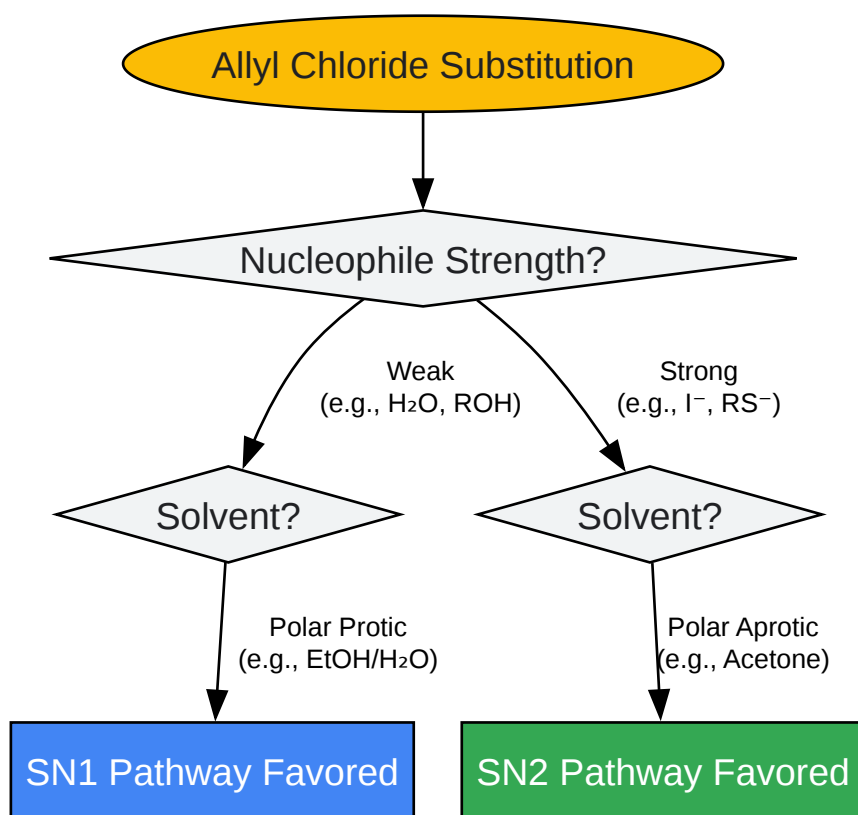 Allyl Chloride Substitution
Nucleophile Strength?
Weak
(e.g., H₂O, ROH)
Strong
(e.g., I⁻, RS⁻)
Solvent?
Solvent?
Polar Protic
(e.g., EtOH/H₂O)
Polar Aprotic
(e.g., Acetone)
SN1 Pathway Favored
SN2 Pathway Favored